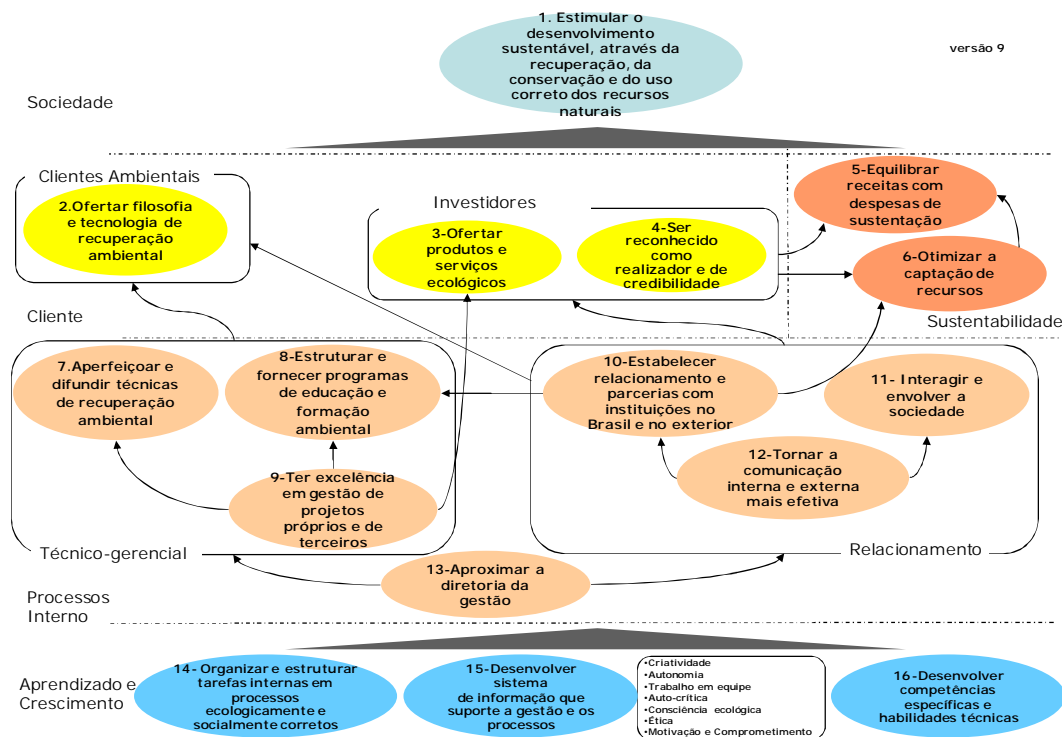 1. Estimular o
desenvolvimento
sustentável, através da
recuperação, da
conservação e do uso
correto dos recursos
naturais
versão 9
Sociedade
Clientes Ambientais
2.Ofertar filosofia
e tecnologia de
recuperação
ambiental
Investidores
3-Ofertar
produtos e
serviços
ecológicos
4-Ser
reconhecido
como
realizador e de
credibilidade
5-Equilibrar
receitas com
despesas de
sustentação
6-Otimizar a
captação de
recursos
Cliente
Sustentabilidade
7.Aperfeiçoar e
difundir técnicas
de recuperação
ambiental
8-Estruturar e
fornecer programas
de educação e
formação
ambiental
9-Ter excelência
em gestão de
projetos
próprios e de
terceiros
Técnico-gerencial
10-Estabelecer
relacionamento e
parcerias com
instituições no
Brasil e no exterior
11- Interagir e
envolver a
sociedade
12-Tornar a
comunicação
interna e externa
mais efetiva
Relacionamento
13-Aproximar a
diretoria da
gestão
Processos
Interno
Aprendizado e
Crescimento
14- Organizar e estruturar
tarefas internas em
processos
ecologicamente e
socialmente corretos
15-Desenvolver
sistema
de informação que
suporte a gestão e os
processos
•Criatividade
•Autonomia
•Trabalho em equipe
•Auto-crítica
•Consciência ecológica
•Ética
•Motivação e Comprometimento
16-Desenvolver
competências
específicas e
habilidades técnicas